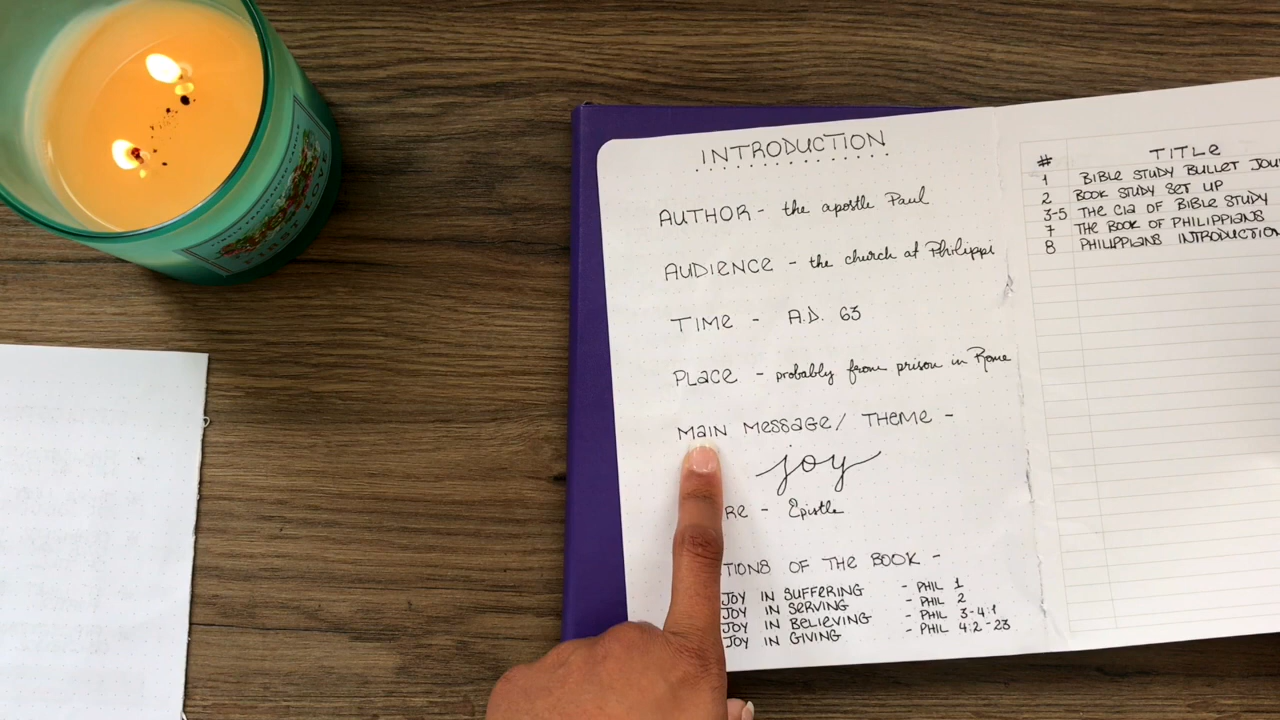 INTRODUCTION
AUTHOR - the apostle Paul
AUDIENCE - the church at Philippi
TIME - A.D. 63
PLACE - probably from prison in Rome
MAIN MESSAGE / THEME -
joy
RE - Epistle
TIONS OF THE BOOK -
JOY IN SUFFERING - PHIL 1
JOY IN SERVING - PHIL 2
JOY IN BELIEVING - PHIL 3-4:1
JOY IN GIVING - PHIL 4:2-23
# TITLE
1 BIBLE STUDY BULLET JOU
2 BOOK STUDY SET UP
3-5 THE CIA OF BIBLE STUDY
7 THE BOOK OF PHILIPPIANS
8 PHILIPPIANS INTRODUCTION